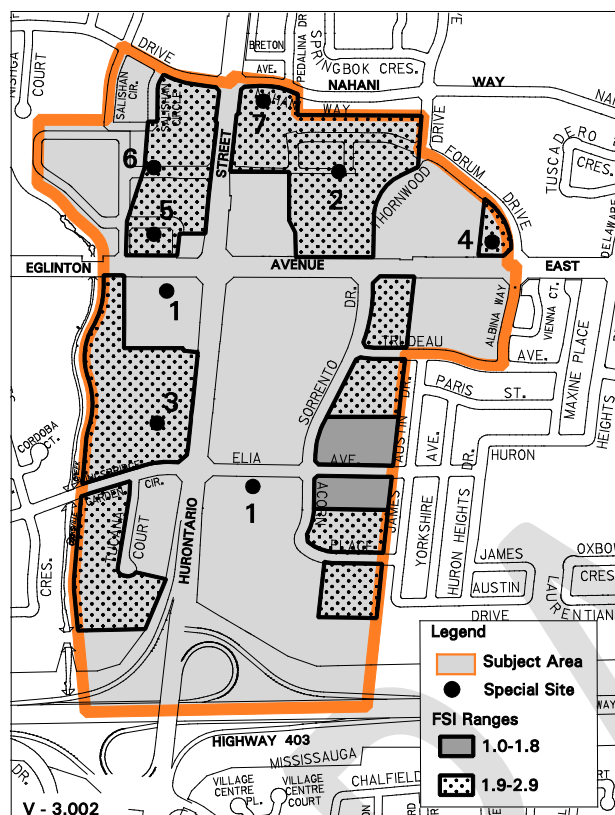 NISHGA
COURT
DRIVE
SALISHAN
CIR.
SALISHAN
CIRCLE
BRETON
AVE.
PEDALINA DR.
SPRINGBOK CRES.
NAHANI WAY
NAHANI WAY
STREET
DRIVE
FORUM
DRIVE
THORNWOOD
TUSCADERO
CRES.
DELAWARE
7
6
2
5
4
EGLINTON
AVENUE
EAST
1
DR.
SORRENTO
TRUDEAU
AVE.
ALBINA WAY
VIENNA CT.
MAXINE PLACE
HEIGHTS
PARIS ST.
AUSTIN DR.
AVE.
DR.
HURON
3
CORDOBA
CT.
KINGSBRIDGE
GARDEN CIR.
ELIA
AVE.
1
ACORN
PLACE
JAMES
YORKSHIRE
HURON HEIGHTS
TUCANA
COURT
HURONTARIO
CRES.
JAMES
AUSTIN
DRIVE
OXBOW
CRES.
LAURENTIAN
Legend
Subject Area
Special Site
FSI Ranges
1.0-1.8
1.9-2.9
WAY
HIGHWAY 403
MISSISSAUGA
DR.
VILLAGE
CENTRE
PL.
VILLAGE
CENTRE
COURT
CHALFIELD
V - 3.002